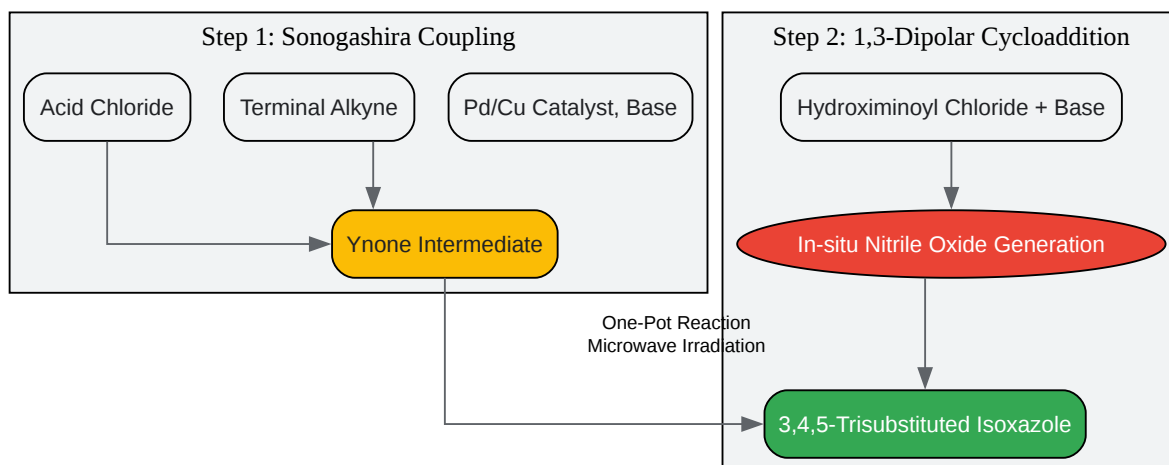 Step 1: Sonogashira Coupling
Acid Chloride
Terminal Alkyne
Pd/Cu Catalyst, Base
Ynone Intermediate
Step 2: 1,3-Dipolar Cycloaddition
Hydroximinoyl Chloride + Base
In-situ Nitrile Oxide Generation
One-Pot Reaction
Microwave Irradiation
3,4,5-Trisubstituted Isoxazole